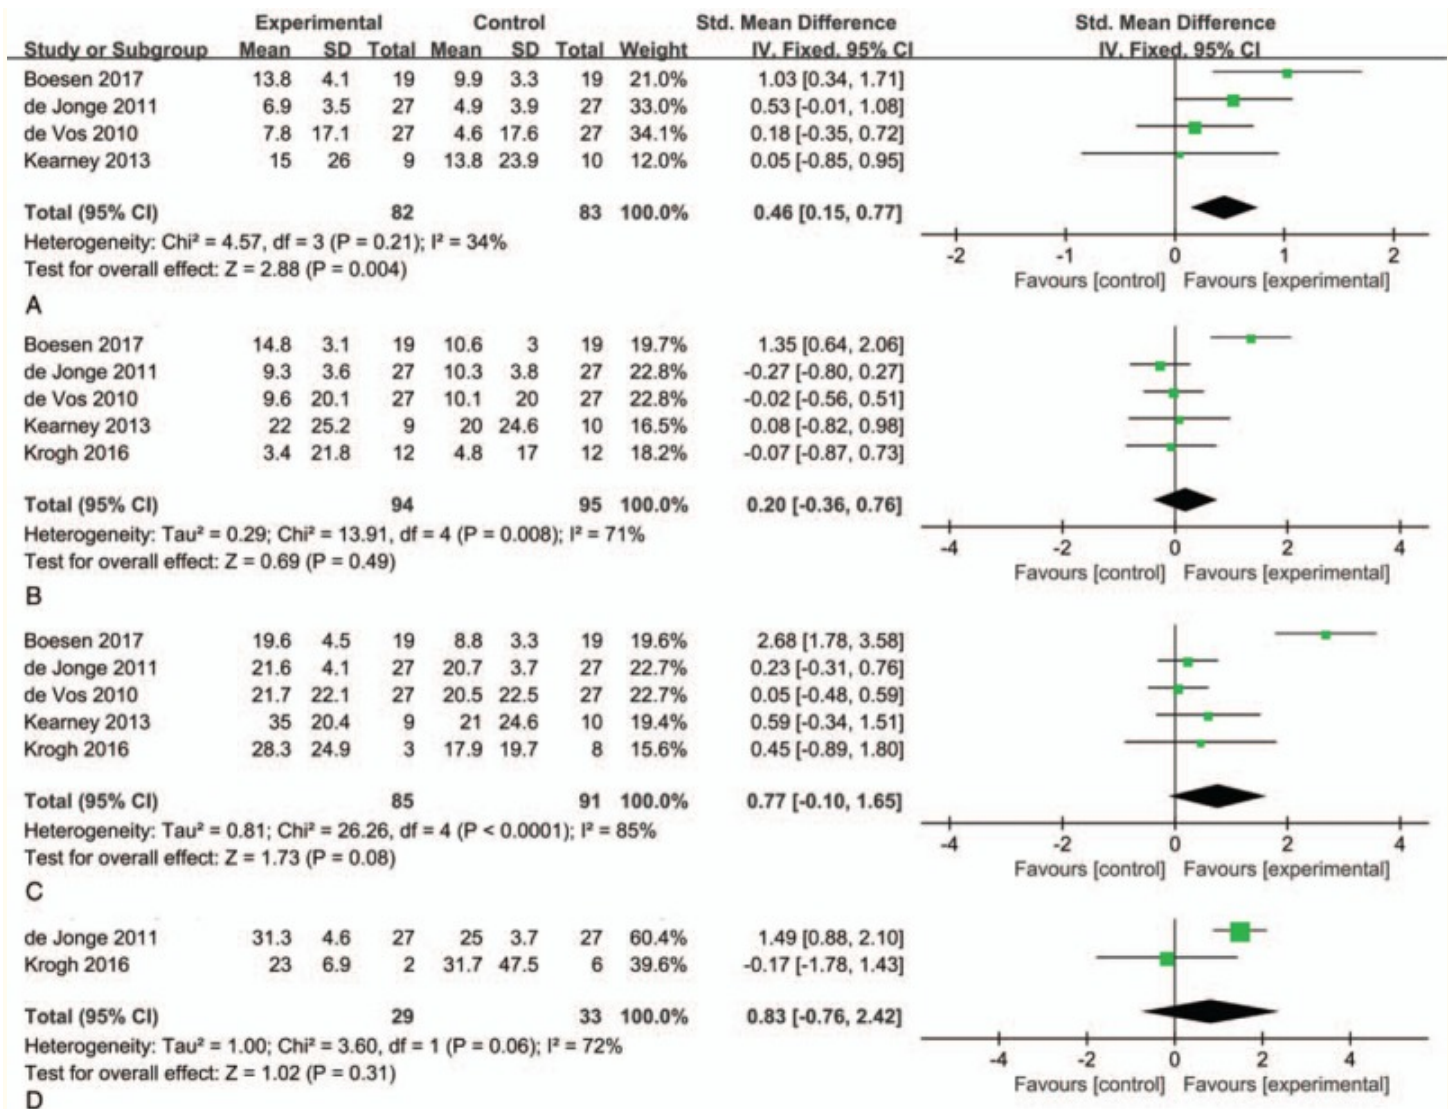 Experimental Control Std. Mean Difference Std. Mean Difference
Study or Subgroup Mean SD Total Mean SD Total Weight IV. Fixed. 95% CI IV. Fixed. 95% CI
Boesen 2017 13.8 4.1 19 9.9 3.3 19 21.0% 1.03 [0.34, 1.71]
de Jonge 2011 6.9 3.5 27 4.9 3.9 27 33.0% 0.53 [-0.01, 1.08]
de Vos 2010 7.8 17.1 27 4.6 17.6 27 34.1% 0.18 [-0.35, 0.72]
Kearney 2013 15 26 9 13.8 23.9 10 12.0% 0.05 [-0.85, 0.95]
Total (95% CI) 82 83 100.0% 0.46 [0.15, 0.77]
Heterogeneity: Chi² = 4.57, df = 3 (P = 0.21); I² = 34%
Test for overall effect: Z = 2.88 (P = 0.004)
-2 -1 0 1 2
Favours [control] Favours [experimental]
A
Boesen 2017 14.8 3.1 19 10.6 3 19 19.7% 1.35 [0.64, 2.06]
de Jonge 2011 9.3 3.6 27 10.3 3.8 27 22.8% -0.27 [-0.80, 0.27]
de Vos 2010 9.6 20.1 27 10.1 20 27 22.8% -0.02 [-0.56, 0.51]
Kearney 2013 22 25.2 9 20 24.6 10 16.5% 0.08 [-0.82, 0.98]
Krogh 2016 3.4 21.8 12 4.8 17 12 18.2% -0.07 [-0.87, 0.73]
Total (95% CI) 94 95 100.0% 0.20 [-0.36, 0.76]
Heterogeneity: Tau² = 0.29; Chi² = 13.91, df = 4 (P = 0.008); I² = 71%
Test for overall effect: Z = 0.69 (P = 0.49)
-4 -2 0 2 4
Favours [control] Favours [experimental]
B
Boesen 2017 19.6 4.5 19 8.8 3.3 19 19.6% 2.68 [1.78, 3.58]
de Jonge 2011 21.6 4.1 27 20.7 3.7 27 22.7% 0.23 [-0.31, 0.76]
de Vos 2010 21.7 22.1 27 20.5 22.5 27 22.7% 0.05 [-0.48, 0.59]
Kearney 2013 35 20.4 9 21 24.6 10 19.4% 0.59 [-0.34, 1.51]
Krogh 2016 28.3 24.9 3 17.9 19.7 8 15.6% 0.45 [-0.89, 1.80]
Total (95% CI) 85 91 100.0% 0.77 [-0.10, 1.65]
Heterogeneity: Tau² = 0.81; Chi² = 26.26, df = 4 (P < 0.0001); I² = 85%
Test for overall effect: Z = 1.73 (P = 0.08)
-4 -2 0 2 4
Favours [control] Favours [experimental]
C
de Jonge 2011 31.3 4.6 27 25 3.7 27 60.4% 1.49 [0.88, 2.10]
Krogh 2016 23 6.9 2 31.7 47.5 6 39.6% -0.17 [-1.78, 1.43]
Total (95% CI) 29 33 100.0% 0.83 [-0.76, 2.42]
Heterogeneity: Tau² = 1.00; Chi² = 3.60, df = 1 (P = 0.06); I² = 72%
Test for overall effect: Z = 1.02 (P = 0.31)
-4 -2 0 2 4
Favours [control] Favours [experimental]
D